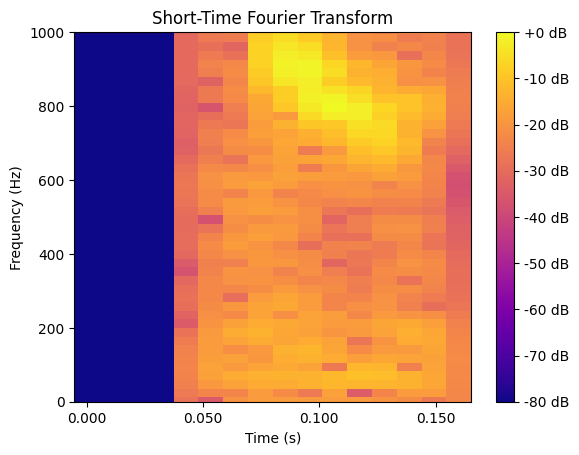 Short-Time Fourier Transform
1000
800
600
400
200
0
Frequency (Hz)
0.000
0.050
0.100
0.150
Time (s)
+0 dB
-10 dB
-20 dB
-30 dB
-40 dB
-50 dB
-60 dB
-70 dB
-80 dB